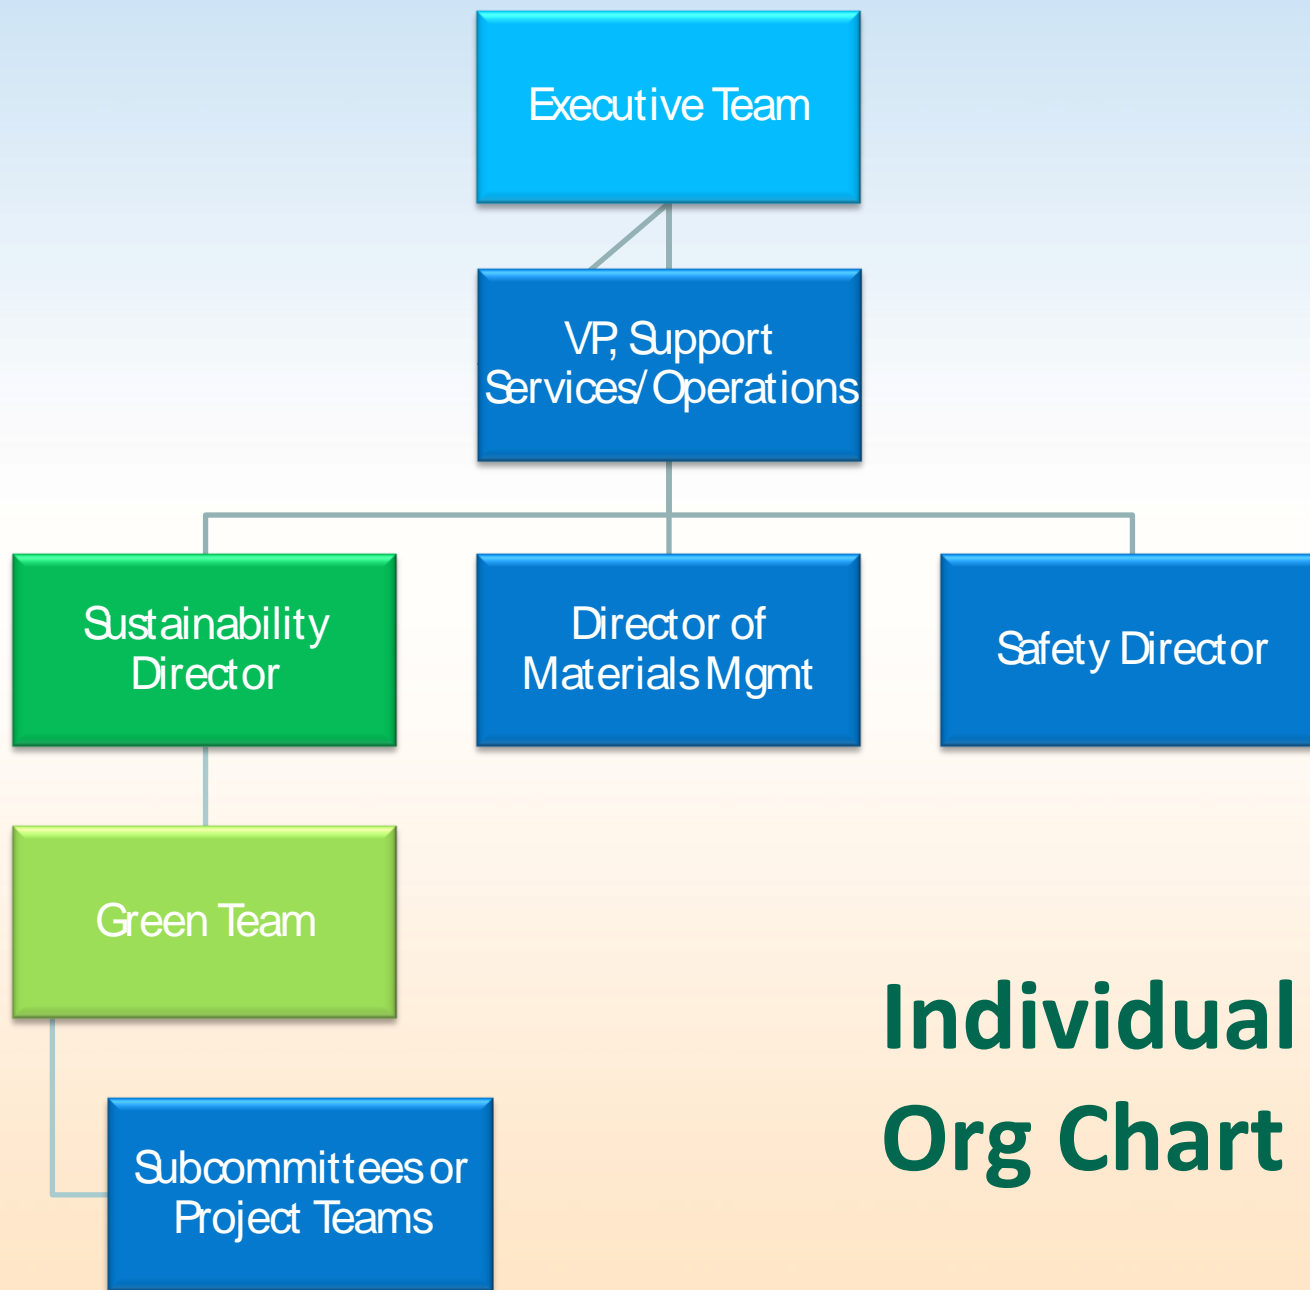 Executive Team
VP, Support
Services/Operations
Sustainability
Director
Director of
Materials Mgmt
Safety Director
Green Team
Subcommittees or
Project Teams
Individual
Org Chart